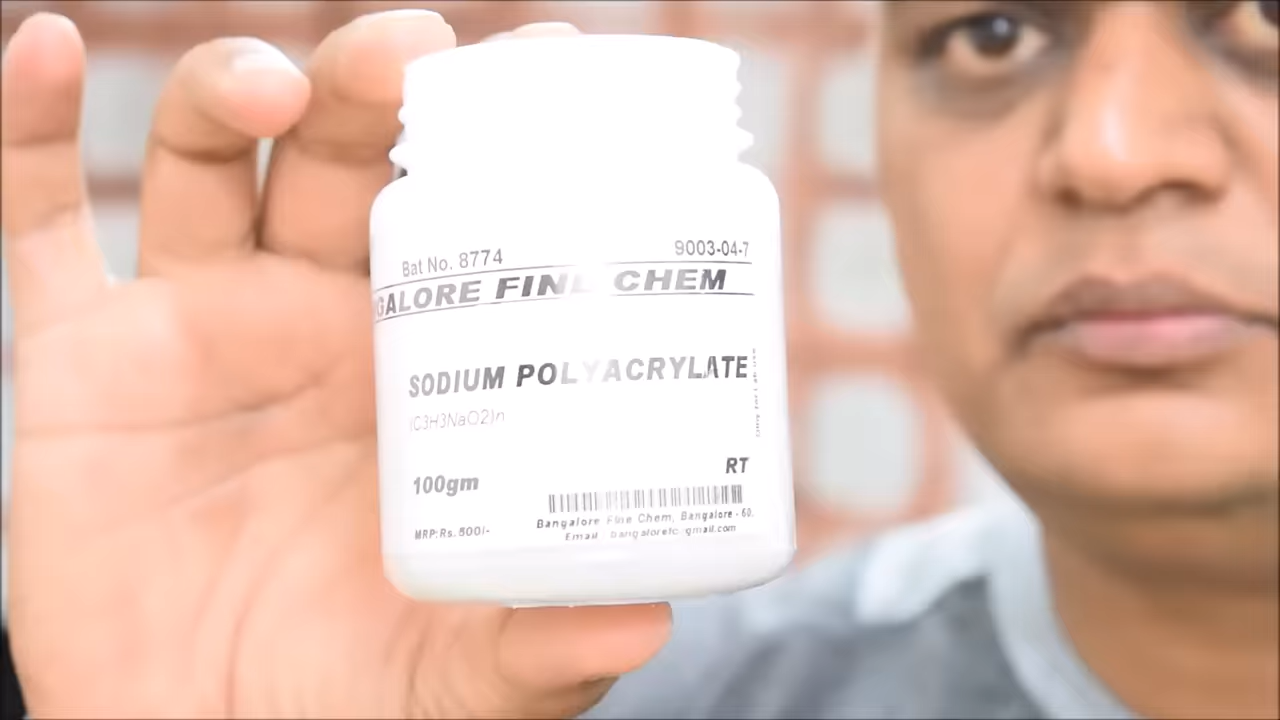 Bat No. 8774 9003-04-7
GALORE FINE CHEM
SODIUM POLYACRYLATE
(C3H3NaO2)n
100gm
RT
MRP:Rs.500/-
Bangalore Fine Chem, Bangalore - 60.
Email :